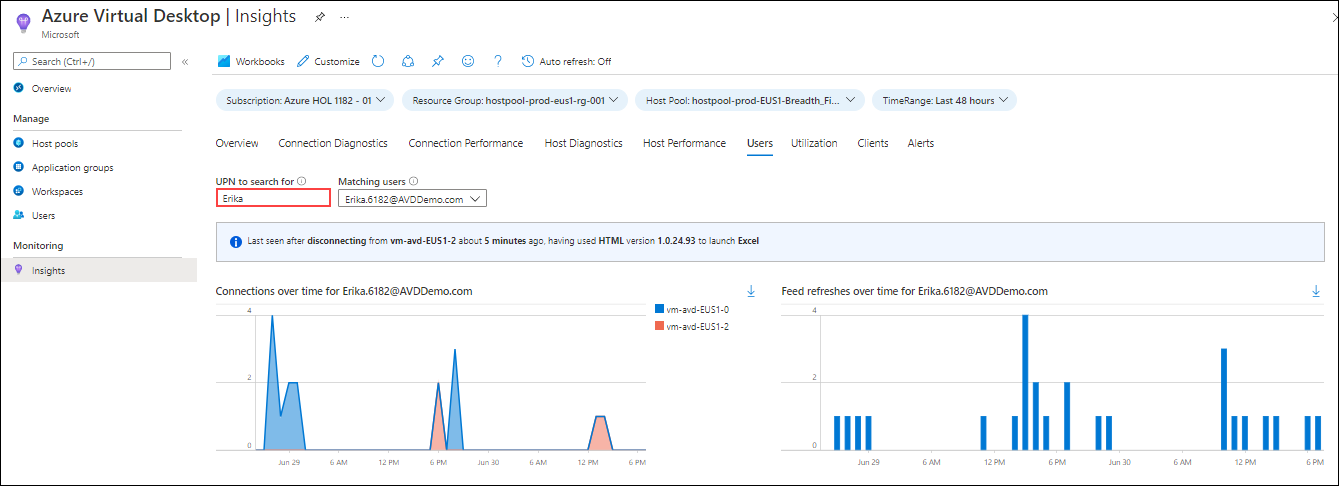 Azure Virtual Desktop | Insights
...
Microsoft
Search (Ctrl+/)
«
Overview
Manage
Host pools
Application groups
Workspaces
Users
Monitoring
Insights
Workbooks Customize ? Auto refresh: Off
Subscription: Azure HOL 1182 - 01 Resource Group: hostpool-prod-eus1-rg-001 Host Pool: hostpool-prod-EUS1-Breadth_Fi... TimeRange: Last 48 hours
Overview Connection Diagnostics Connection Performance Host Diagnostics Host Performance Users Utilization Clients Alerts
UPN to search for Matching users
Erika Erika.6182@AVDDemo.com
Last seen after disconnecting from vm-avd-EUS1-2 about 5 minutes ago, having used HTML version 1.0.24.93 to launch Excel
Connections over time for Erika.6182@AVDDemo.com
4
2
0
Jun 29 6 AM 12 PM 6 PM Jun 30 6 AM 12 PM 6 PM
vm-avd-EUS1-0
vm-avd-EUS1-2
Feed refreshes over time for Erika.6182@AVDDemo.com
4
2
0
Jun 29 6 AM 12 PM 6 PM Jun 30 6 AM 12 PM 6 PM